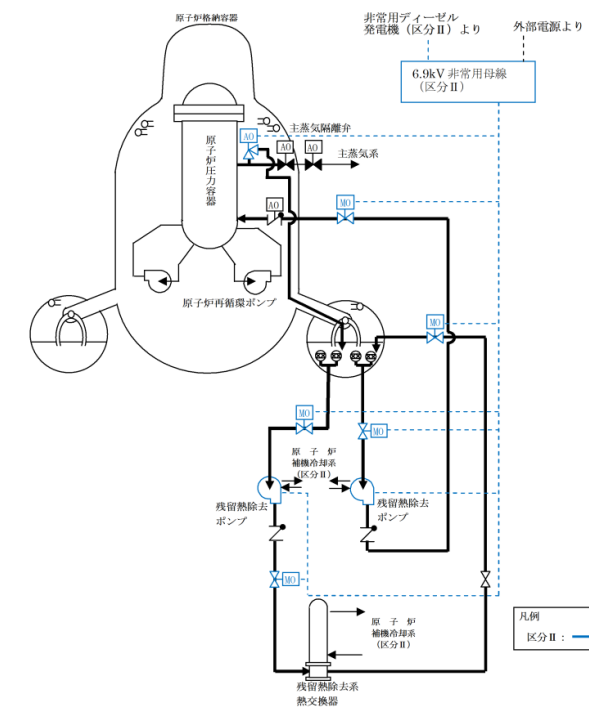 原子炉格納容器
非常用ディーゼル
発電機（区分Ⅱ）より
外部電源より
6.9kV 非常用母線
（区分Ⅱ）
原子炉圧力容器
AO
主蒸気隔離弁
AO
AO
主蒸気系
AO
MO
原子炉再循環ポンプ
MO
MO
MO
原子炉
補機冷却系
（区分Ⅱ）
残留熱除去
ポンプ
残留熱除去
ポンプ
MO
原子炉
補機冷却系
（区分Ⅱ）
残留熱除去系
熱交換器
凡例
区分Ⅱ：